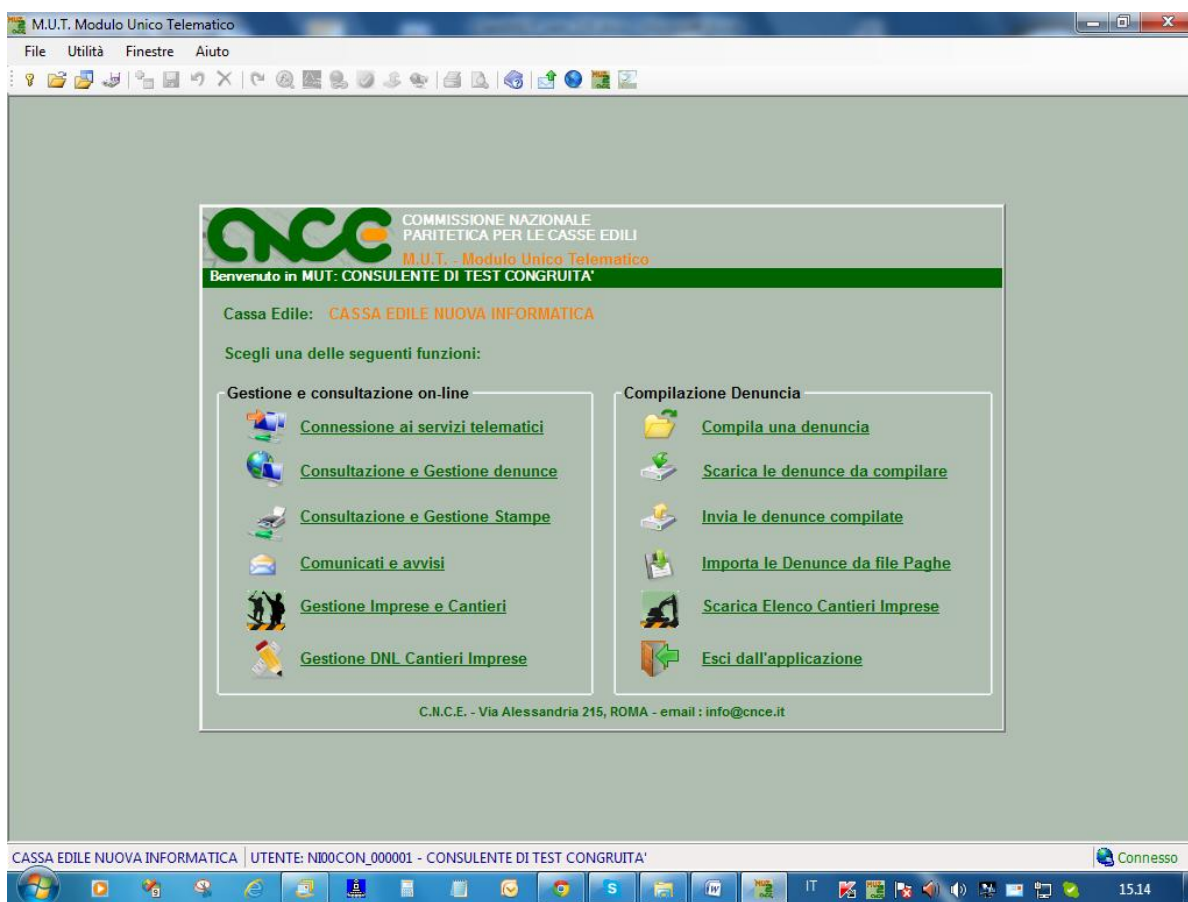 M.U.T. Modulo Unico Telematico
File Utilità Finestre Aiuto
CNCE
COMMISSIONE NAZIONALE
PARITETICA PER LE CASSE EDILI
M.U.T. - Modulo Unico Telematico
Benvenuto in MUT: CONSULENTE DI TEST CONGRUITA'
Cassa Edile: CASSA EDILE NUOVA INFORMATICA
Scegli una delle seguenti funzioni:
Gestione e consultazione on-line
Connessione ai servizi telematici
Consultazione e Gestione denunce
Consultazione e Gestione Stampe
Comunicati e avvisi
Gestione Imprese e Cantieri
Gestione DNL Cantieri Imprese
Compilazione Denuncia
Compila una denuncia
Scarica le denunce da compilare
Invia le denunce compilate
Importa le Denunce da file Paghe
Scarica Elenco Cantieri Imprese
Esci dall'applicazione
C.N.C.E. - Via Alessandria 215, ROMA - email : info@cnce.it
CASSA EDILE NUOVA INFORMATICA UTENTE: NI00CON_000001 - CONSULENTE DI TEST CONGRUITA' Connesso
IT 15.14